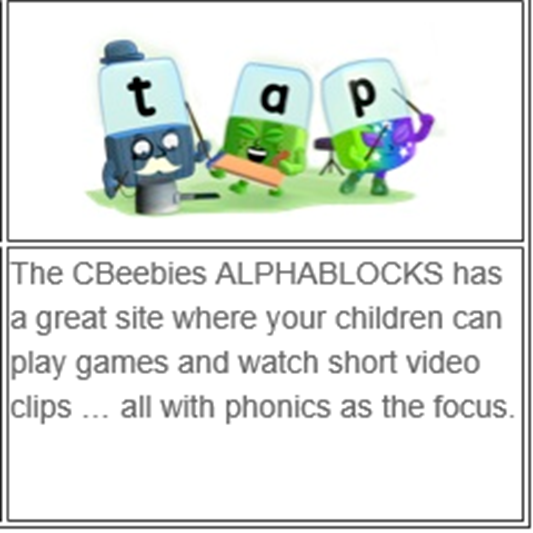 t a p
The CBeebies ALPHABLOCKS has
a great site where your children can
play games and watch short video
clips ... all with phonics as the focus.